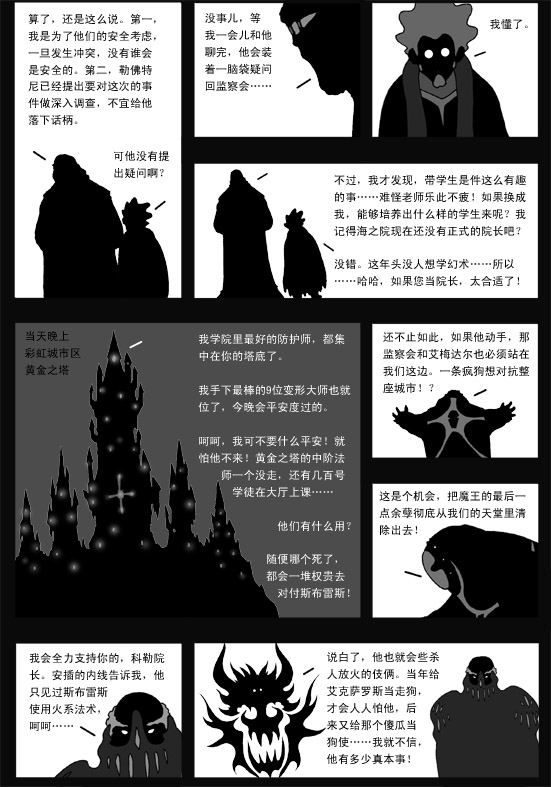 算了，还是这么说。第一，
我是为了他们的安全考虑，
一旦发生冲突，没有谁会
是安全的。第二，勒佛特
尼已经提出要对这次的事
件做深入调查，不宜给他
落下话柄。
可他没有提
出疑问啊？
没事儿，等
我一会儿和他
聊完，他会装
着一脑袋疑问
回监察会……
我懂了。
不过，我才发现，带学生是件这么有趣
的事……难怪老师乐此不疲！如果换成
我，能够培养出什么样的学生来呢？我
记得海之院现在还没有正式的院长吧？
没错。这年头没人想学幻术……所以
……哈哈，如果您当院长，太合适了！
当天晚上
彩虹城市区
黄金之塔
我学院里最好的防护师，都集
中在你的塔底了。
我手下最棒的9位变形大师也就
位了，今晚会平安度过的。
呵呵，我可不要什么平安！就
怕他不来！黄金之塔的中阶法
师一个没走，还有几百号
学徒在大厅上课……
他们有什么用？
随便哪个死了，
都会一堆权贵去
对付斯布雷斯！
还不止如此，如果他动手，那
监察会和艾梅达尔也必须站在
我们这边。一条疯狗想对抗整
座城市！？
这是个机会，把魔王的最后一
点余孽彻底从我们的天堂里清
除出去！
我会全力支持你的，科勒院
长。安插的内线告诉我，他
只见过斯布雷斯
使用火系法术，
呵呵……
说白了，他也就会些杀
人放火的伎俩。当年给
艾克萨罗斯当走狗，
才会人人怕他，后
来又给那个傻瓜当
狗使……我就不信，
他有多少真本事！